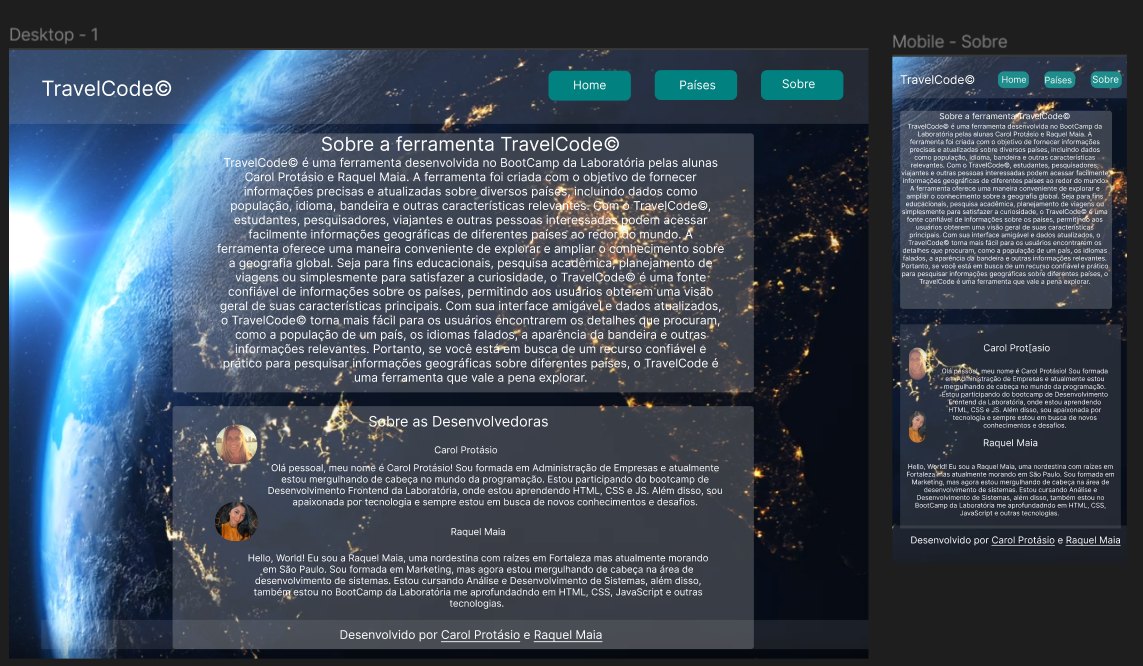 Desktop - 1
TravelCode©
Home
Países
Sobre
Sobre a ferramenta TravelCode©
TravelCode© é uma ferramenta desenvolvida no BootCamp da Laboratória pelas alunas
Carol Protásio e Raquel Maia. A ferramenta foi criada com o objetivo de fornecer
informações precisas e atualizadas sobre diversos países, incluindo dados como
população, idioma, bandeira e outras características relevantes. Com o TravelCode©,
estudantes, pesquisadores, viajantes e outras pessoas interessadas podem acessar
facilmente informações geográficas de diferentes países ao redor do mundo. A
ferramenta oferece uma maneira conveniente de explorar e ampliar o conhecimento sobre
a geografia global. Seja para fins educacionais, pesquisa acadêmica, planejamento de
viagens ou simplesmente para satisfazer a curiosidade, o TravelCode© é uma fonte
confiável de informações sobre os países, permitindo aos usuários obterem uma visão
geral de suas características principais. Com sua interface amigável e dados atualizados,
o TravelCode© torna mais fácil para os usuários encontrarem os detalhes que procuram,
como a população de um país, os idiomas falados, a aparência da bandeira e outras
informações relevantes. Portanto, se você está em busca de um recurso confiável e
prático para pesquisar informações geográficas sobre diferentes países, o TravelCode é
uma ferramenta que vale a pena explorar.
Sobre as Desenvolvedoras
Carol Protásio
Olá pessoal, meu nome é Carol Protásio! Sou formada em Administração de Empresas e atualmente
estou mergulhando de cabeça no mundo da programação. Estou participando do bootcamp de
Desenvolvimento Frontend da Laboratória, onde estou aprendendo HTML, CSS e JS. Além disso, sou
apaixonada por tecnologia e sempre estou em busca de novos conhecimentos e desafios.
Raquel Maia
Hello, World! Eu sou a Raquel Maia, uma nordestina com raízes em Fortaleza mas atualmente morando
em São Paulo. Sou formada em Marketing, mas agora estou mergulhando de cabeça na área de
desenvolvimento de sistemas. Estou cursando Análise e Desenvolvimento de Sistemas, além disso,
também estou no BootCamp da Laboratória me aprofundadndo em HTML, CSS, JavaScript e outras
tecnologias.
Desenvolvido por Carol Protásio e Raquel Maia
Mobile - Sobre
TravelCode©
Home
Países
Sobre
Sobre a ferramenta TravelCode©
TravelCode© é uma ferramenta desenvolvida no BootCamp da
Laboratória pelas alunas Carol Protásio e Raquel Maia. A
ferramenta foi criada com o objetivo de fornecer informações
precisas e atualizadas sobre diversos países, incluindo dados
como população, idioma, bandeira e outras características
relevantes. Com o TravelCode©, estudantes, pesquisadores,
viajantes e outras pessoas interessadas podem acessar facilmente
informações geográficas de diferentes países ao redor do mundo.
A ferramenta oferece uma maneira conveniente de explorar e
ampliar o conhecimento sobre a geografia global. Seja para fins
educacionais, pesquisa acadêmica, planejamento de viagens ou
simplesmente para satisfazer a curiosidade, o TravelCode© é uma
fonte confiável de informações sobre os países, permitindo aos
usuários obterem uma visão geral de suas características
principais. Com sua interface amigável e dados atualizados, o
TravelCode© torna mais fácil para os usuários encontrarem os
detalhes que procuram, como a população de um país, os idiomas
falados, a aparência da bandeira e outras informações relevantes.
Portanto, se você está em busca de um recurso confiável e prático
para pesquisar informações geográficas sobre diferentes países, o
TravelCode é uma ferramenta que vale a pena explorar.
Carol Prot[asio
Olá pessoal, meu nome é Carol Protásio! Sou formada
em Administração de Empresas e atualmente estou
mergulhando de cabeça no mundo da programação.
Estou participando do bootcamp de Desenvolvimento
Frontend da Laboratória, onde estou aprendendo
HTML, CSS e JS. Além disso, sou apaixonada por
tecnologia e sempre estou em busca de novos
conhecimentos e desafios.
Raquel Maia
Hello, World! Eu sou a Raquel Maia, uma nordestina com raízes em
Fortaleza mas atualmente morando em São Paulo. Sou formada em
Marketing, mas agora estou mergulhando de cabeça na área de
desenvolvimento de sistemas. Estou cursando Análise e
Desenvolvimento de Sistemas, além disso, também estou no
BootCamp da Laboratória me aprofundadndo em HTML, CSS,
JavaScript e outras tecnologias.
Desenvolvido por Carol Protásio e Raquel Maia